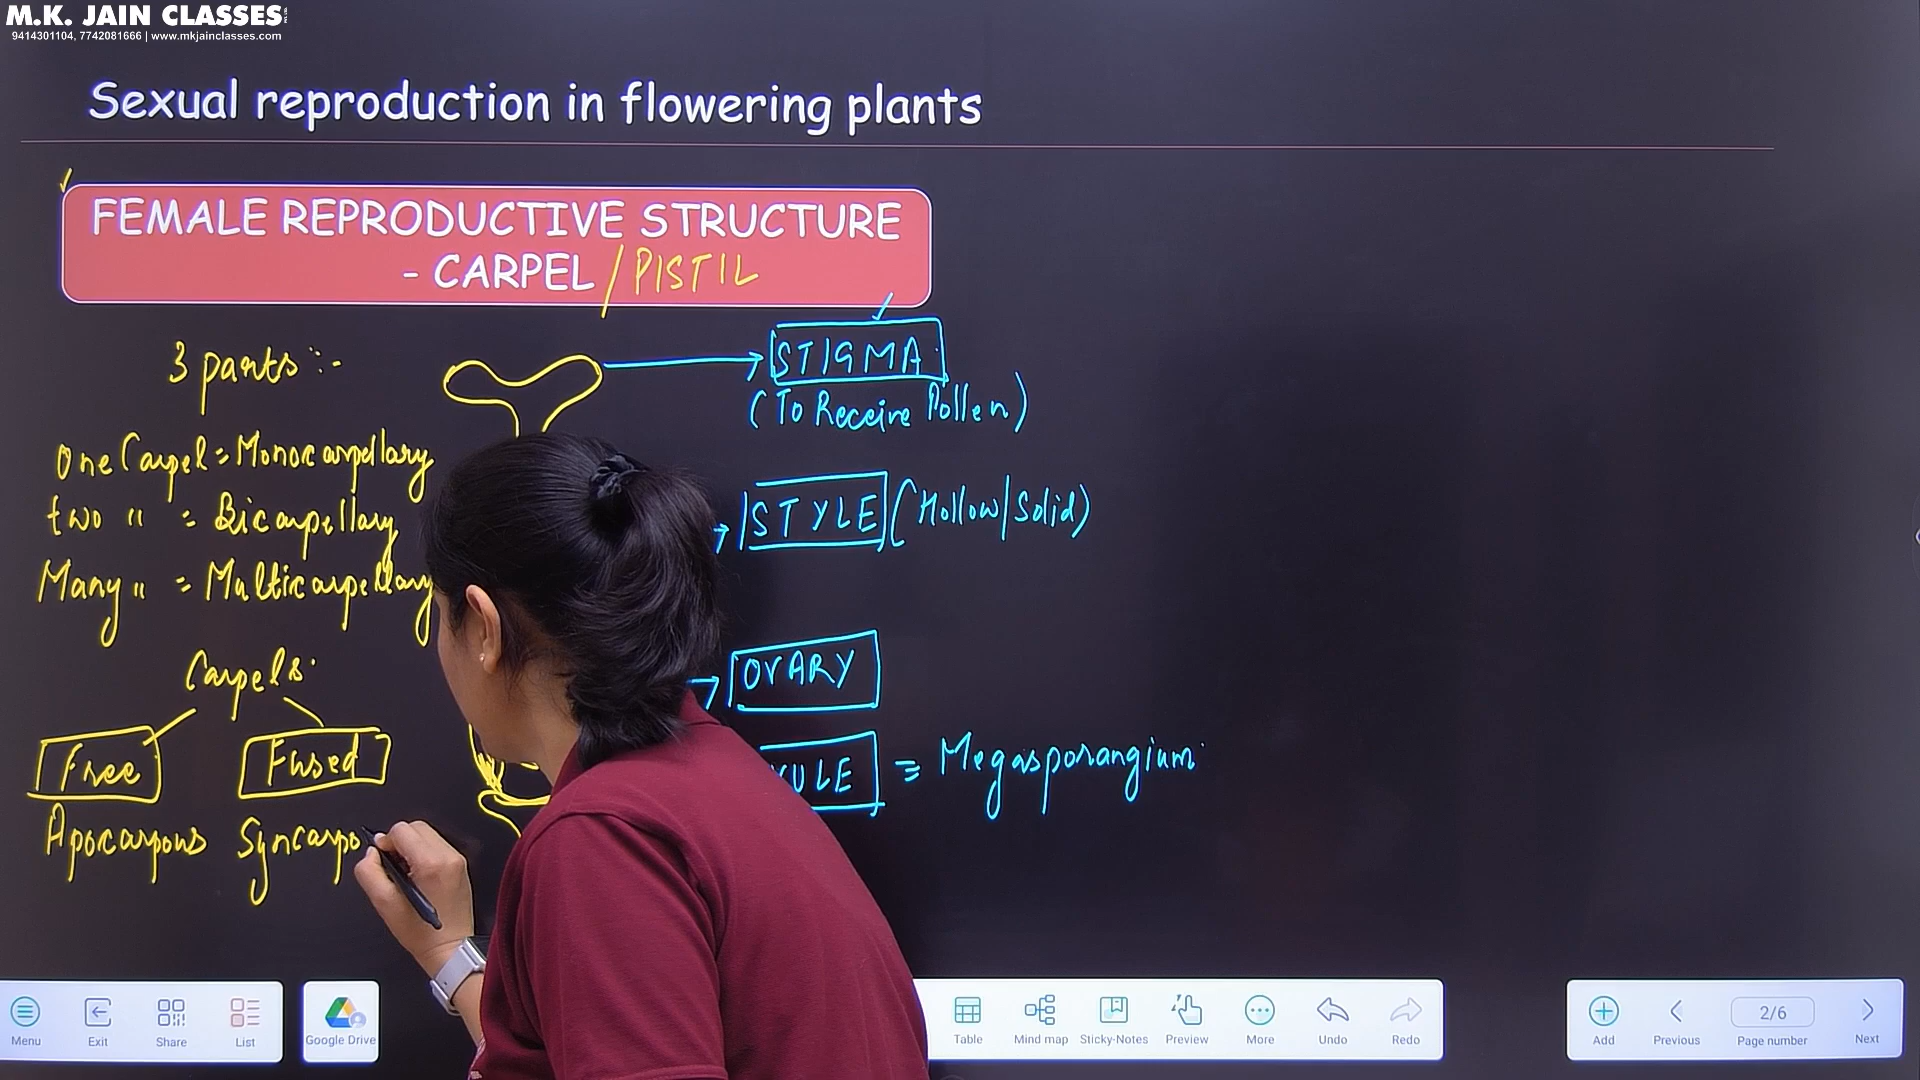 M.K. JAIN CLASSES
9414301104, 7742081666 | www.mkjainclasses.com
Sexual reproduction in flowering plants
FEMALE REPRODUCTIVE STRUCTURE
- CARPEL / PISTIL
3 parts :-
STIGMA
(To Receive Pollen)
One Carpel = Monocarpellary
two " = Bicarpellary
Many " = Multicarpellary
STYLE (Hollow/Solid)
Carpels
OVARY
Free
Fused
VULE = Megasporangium
Apocarpous
Syncarpo
Menu
Exit
Share
List
Google Drive
Table
Mind map
Sticky-Notes
Preview
More
Undo
Redo
Add
Previous
2/6
Page number
Next